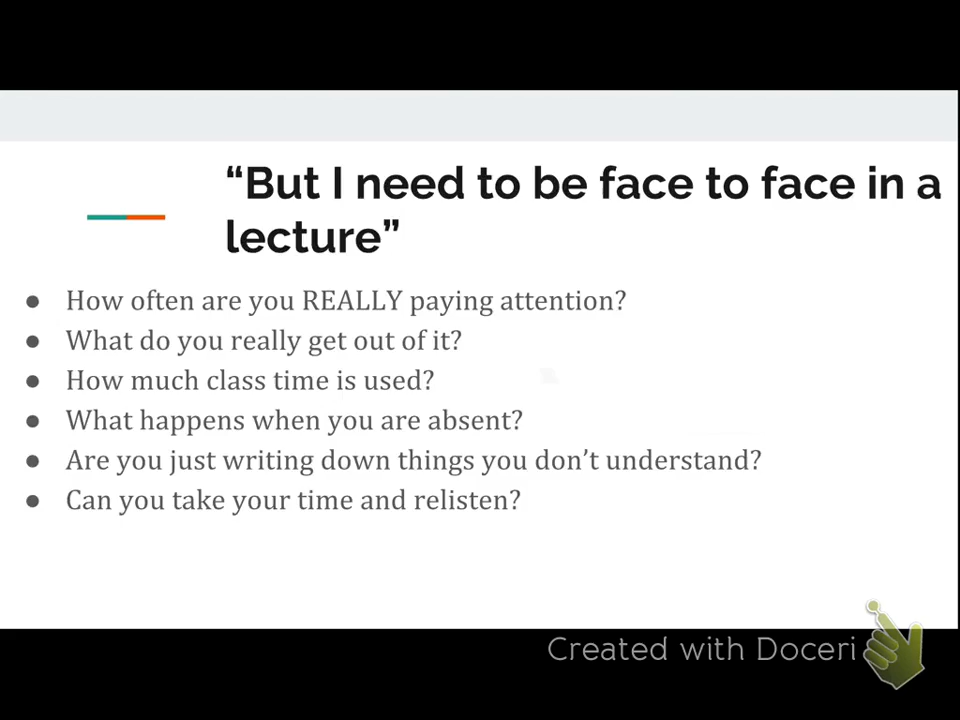 “But I need to be face to face in a
lecture”
● How often are you REALLY paying attention?
● What do you really get out of it?
● How much class time is used?
● What happens when you are absent?
● Are you just writing down things you don’t understand?
● Can you take your time and relisten?
Created with Doceri